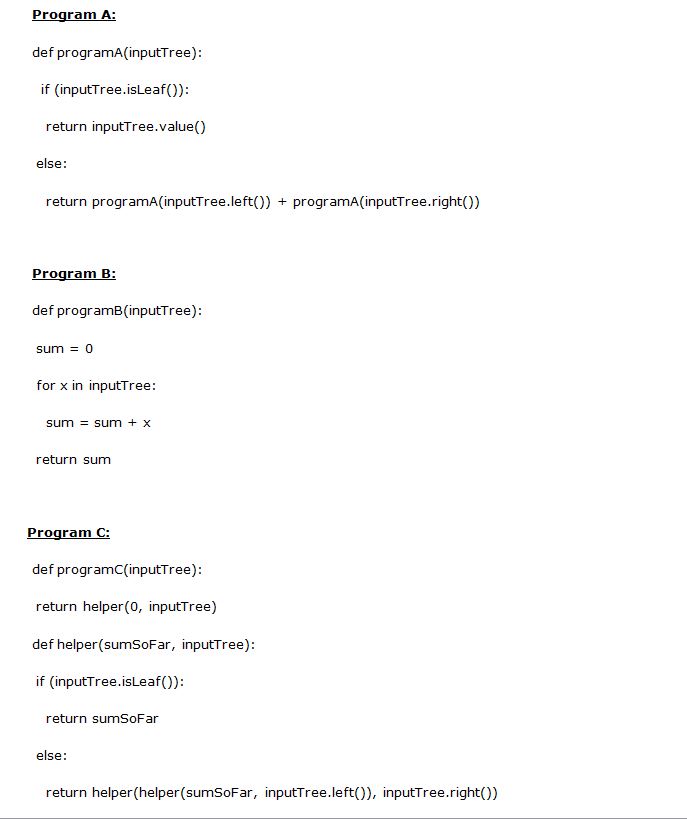 Program A:
def programA(inputTree):
if (inputTree.isLeaf()):
return inputTree.value()
else:
return programA(inputTree.left()) + programA(inputTree.right())
Program B:
def programB(inputTree):
sum = 0
for x in inputTree:
sum = sum + x
return sum
Program C:
def programC(inputTree):
return helper(0, inputTree)
def helper(sumSoFar, inputTree):
if (inputTree.isLeaf()):
return sumSoFar
else:
return helper(helper(sumSoFar, inputTree.left()), inputTree.right())